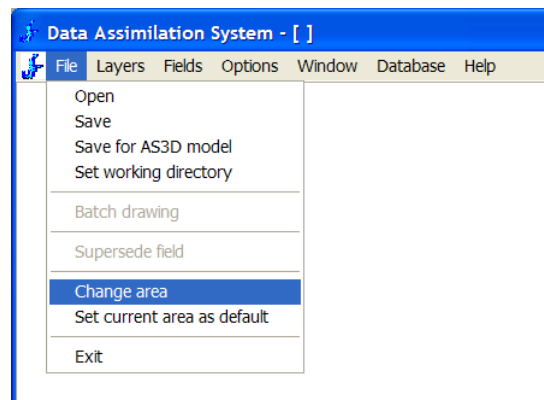 Data Assimilation System - [ ]
File Layers Fields Options Window Database Help
Open
Save
Save for AS3D model
Set working directory
Batch drawing
Supersede field
Change area
Set current area as default
Exit